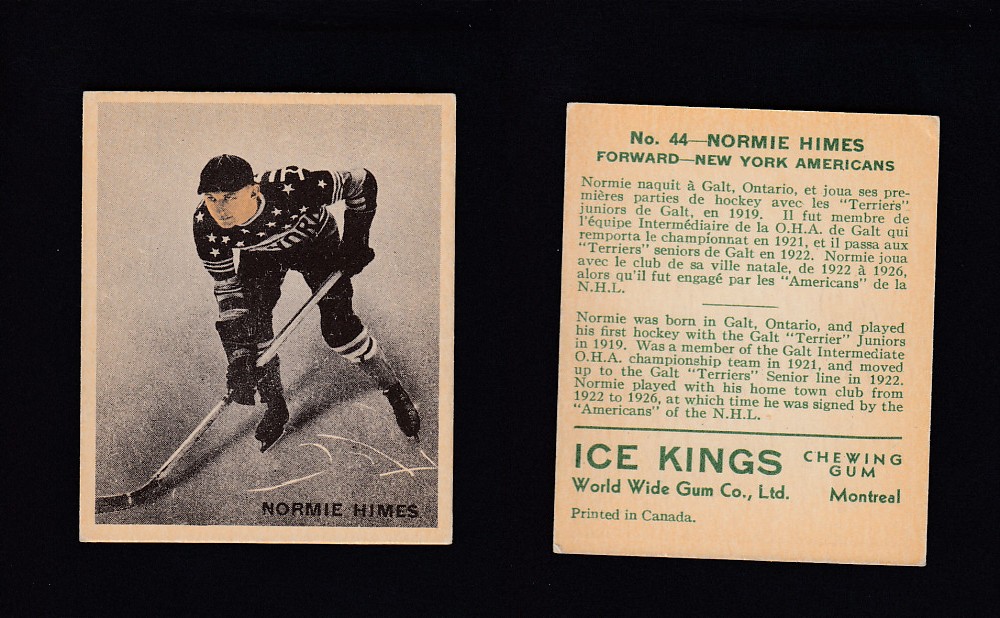 NORMIE HIMES
No. 44—NORMIE HIMES
FORWARD—NEW YORK AMERICANS
Normie naquit à Galt, Ontario, et joua ses pre-
mières parties de hockey avec les "Terriers"
juniors de Galt, en 1919. Il fut membre de
l'équipe Intermédiaire de la O.H.A. de Galt qui
remporta le championnat en 1921, et il passa aux
"Terriers" seniors de Galt en 1922. Normie joua
avec le club de sa ville natale, de 1922 à 1926,
alors qu'il fut engagé par les "Americans" de la
N.H.L.
Normie was born in Galt, Ontario, and played
his first hockey with the Galt "Terrier" Juniors
in 1919. Was a member of the Galt Intermediate
O.H.A. championship team in 1921, and moved
up to the Galt "Terriers" Senior line in 1922.
Normie played with his home town club from
1922 to 1926, at which time he was signed by the
"Americans" of the N.H.L.
ICE KINGS CHEWING GUM
World Wide Gum Co., Ltd. Montreal
Printed in Canada.